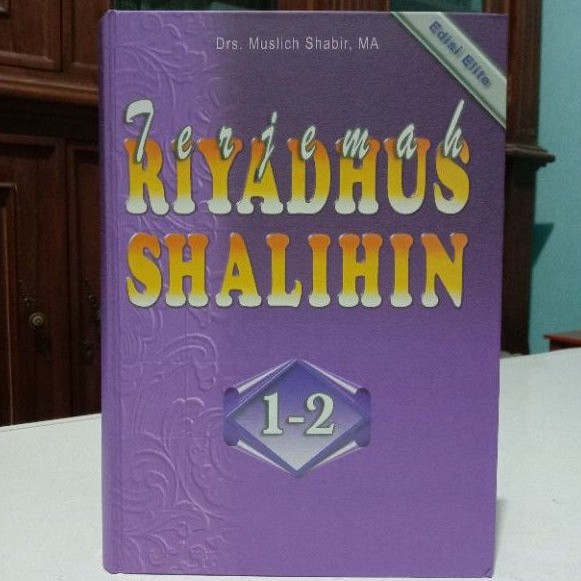 Drs. Muslich Shabir, MA
Edisi Elite
Terjemah
RIYADHUS
SHALIHIN
1-2